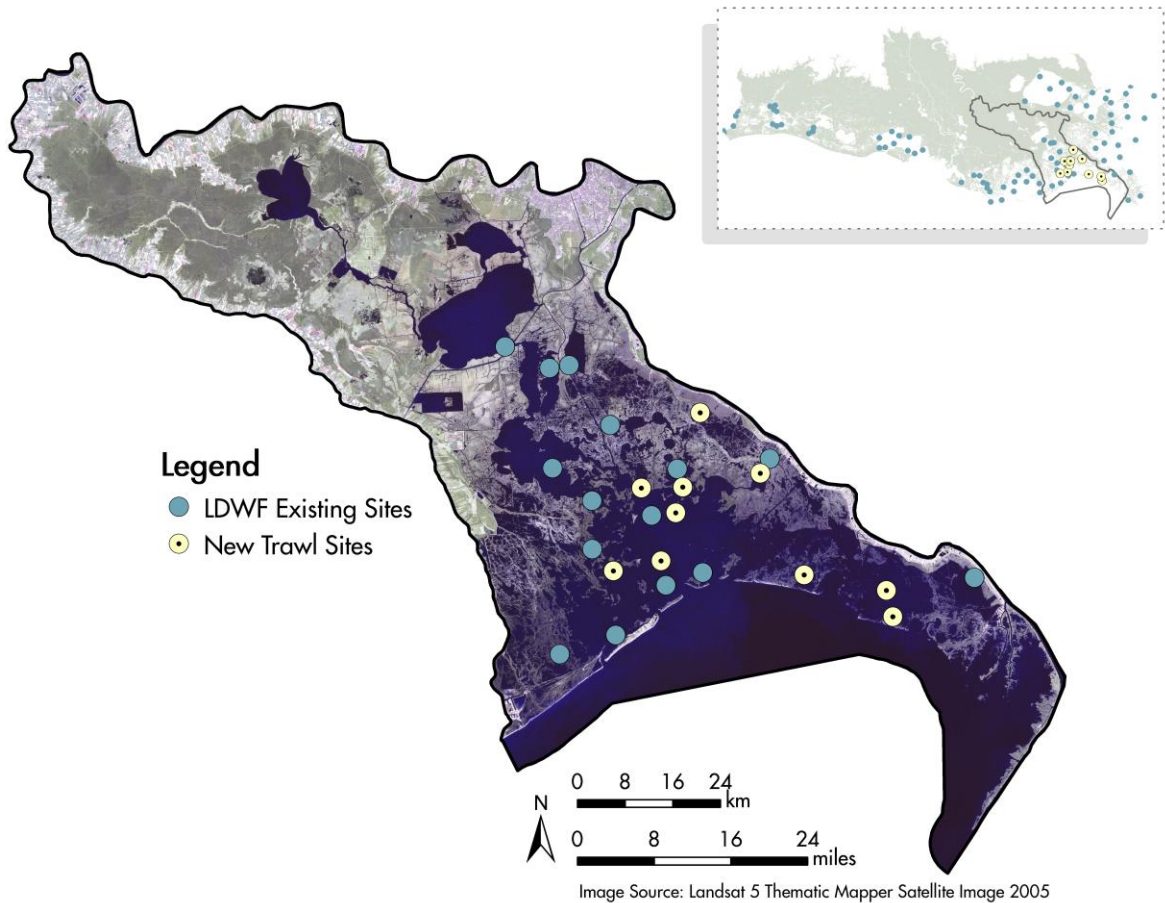 Legend
LDWF Existing Sites
New Trawl Sites
N
0 8 16 24
km
0 8 16 24
miles
Image Source: Landsat 5 Thematic Mapper Satellite Image 2005